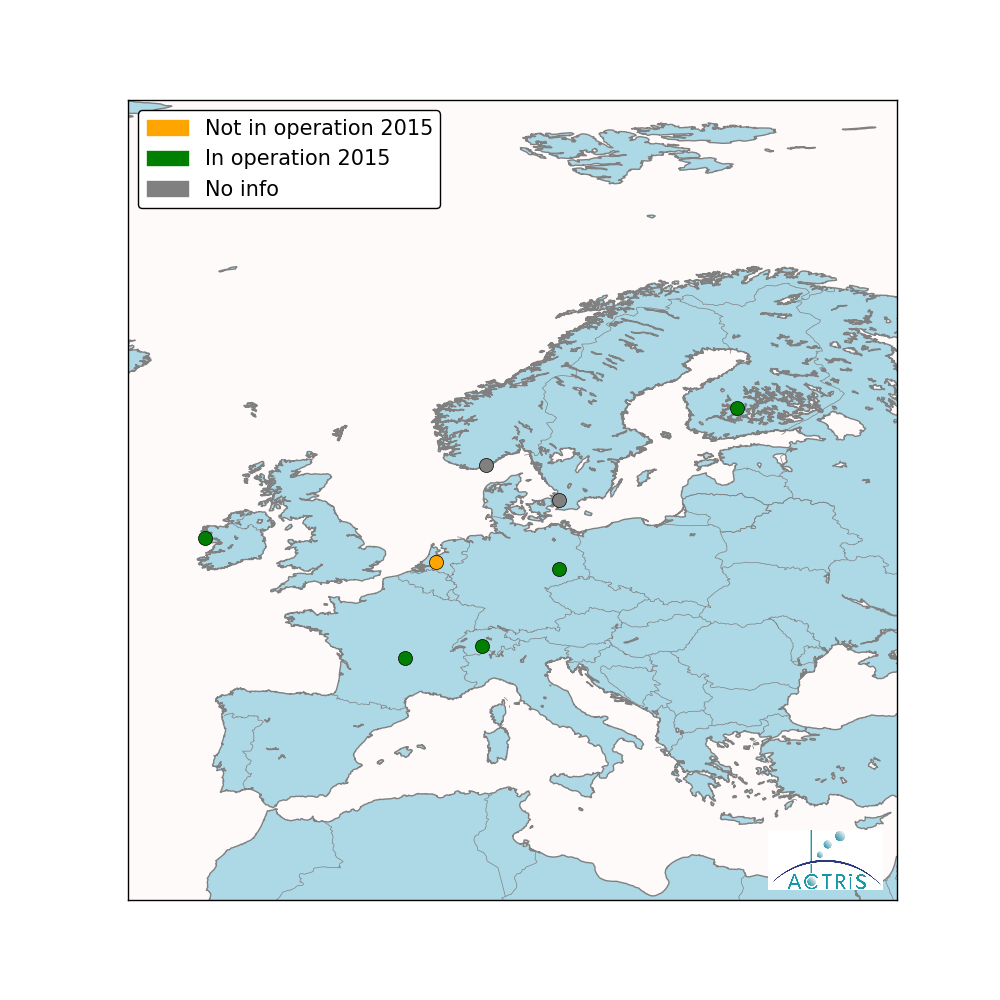 Not in operation 2015
In operation 2015
No info
ACTRiS